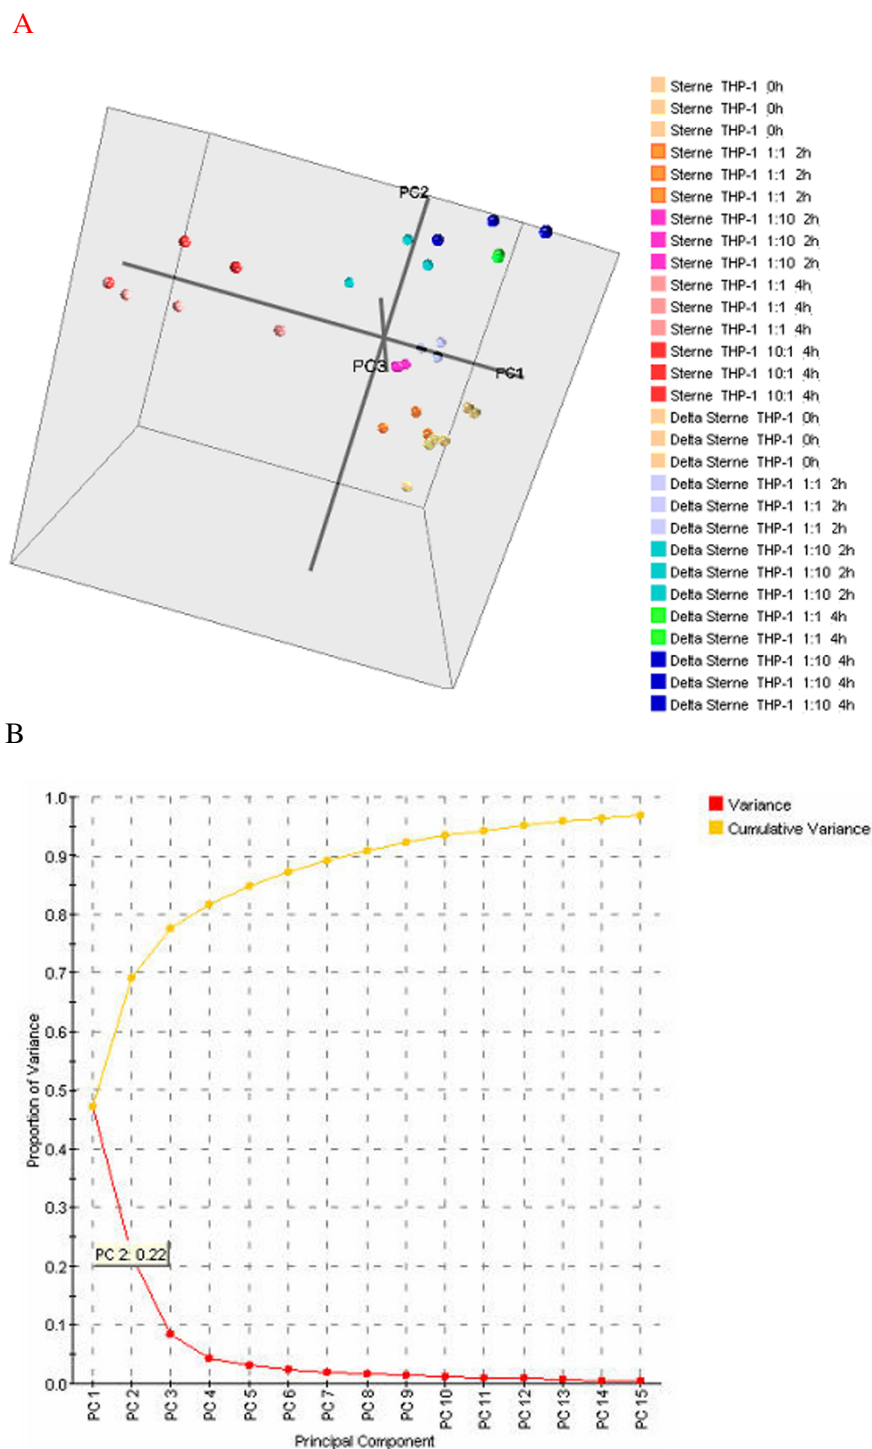 A
PC2
PC3
PC1
Sterne THP-1 0h
Sterne THP-1 0h
Sterne THP-1 0h
Sterne THP-1 1:1 2h
Sterne THP-1 1:1 2h
Sterne THP-1 1:1 2h
Sterne THP-1 1:10 2h
Sterne THP-1 1:10 2h
Sterne THP-1 1:10 2h
Sterne THP-1 1:1 4h
Sterne THP-1 1:1 4h
Sterne THP-1 1:1 4h
Sterne THP-1 10:1 4h
Sterne THP-1 10:1 4h
Sterne THP-1 10:1 4h
Delta Sterne THP-1 0h
Delta Sterne THP-1 0h
Delta Sterne THP-1 0h
Delta Sterne THP-1 1:1 2h
Delta Sterne THP-1 1:1 2h
Delta Sterne THP-1 1:1 2h
Delta Sterne THP-1 1:10 2h
Delta Sterne THP-1 1:10 2h
Delta Sterne THP-1 1:10 2h
Delta Sterne THP-1 1:1 4h
Delta Sterne THP-1 1:1 4h
Delta Sterne THP-1 1:10 4h
Delta Sterne THP-1 1:10 4h
Delta Sterne THP-1 1:10 4h
B
Proportion of Variance
1.0
0.9
0.8
0.7
0.6
0.5
0.4
0.3
0.2
0.1
0.0
PC 2: 0.22
PC 1
PC 2
PC 3
PC 4
PC 5
PC 6
PC 7
PC 8
PC 9
PC 10
PC 11
PC 12
PC 13
PC 14
PC 15
Principal Component
Variance
Cumulative Variance